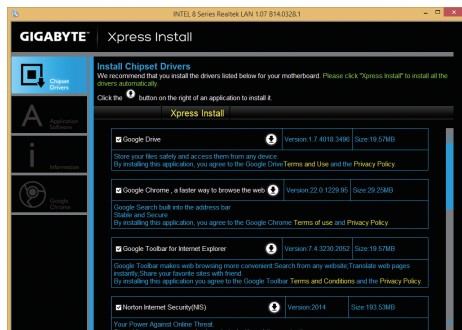 INTEL 8 Series Realtek LAN 1.07 B14.0328.1
GIGABYTE™ Xpress Install
Install Chipset Drivers
We recommend that you install the drivers listed below for your motherboard. Please click "Xpress Install" to install all the
drivers automatically.
Click the button on the right of an application to install it.
Xpress Install
Chipset
Drivers
Application
Software
Information
Google
Chrome
Google Drive Version:1.7.4018.3496 Size:19.57MB
Store your files safely and access them from any device.
By installing this application, you agree to the Google DriveTerms and Use and the Privacy Policy.
Google Chrome , a faster way to browse the web Version:22.0.1229.95 Size:29.25MB
Google Search built into the address bar
Stable and Secure
By installing this application, you agree to the Google Chrome Terms of use and Privacy Policy.
Google Toolbar for Internet Explorer Version:7.4.3230.2052 Size:19.57MB
Google Toolbar makes web browsing more convenient:Search from any website;Translate web pages
instantly;Share your favorite sites with friend.
By installing this application you agree to the Google Toolbar Terms and Conditions and the Privacy Policy.
Norton Internet Security(NIS) Version:2014 Size:193.53MB
Your Power Against Online Threat.